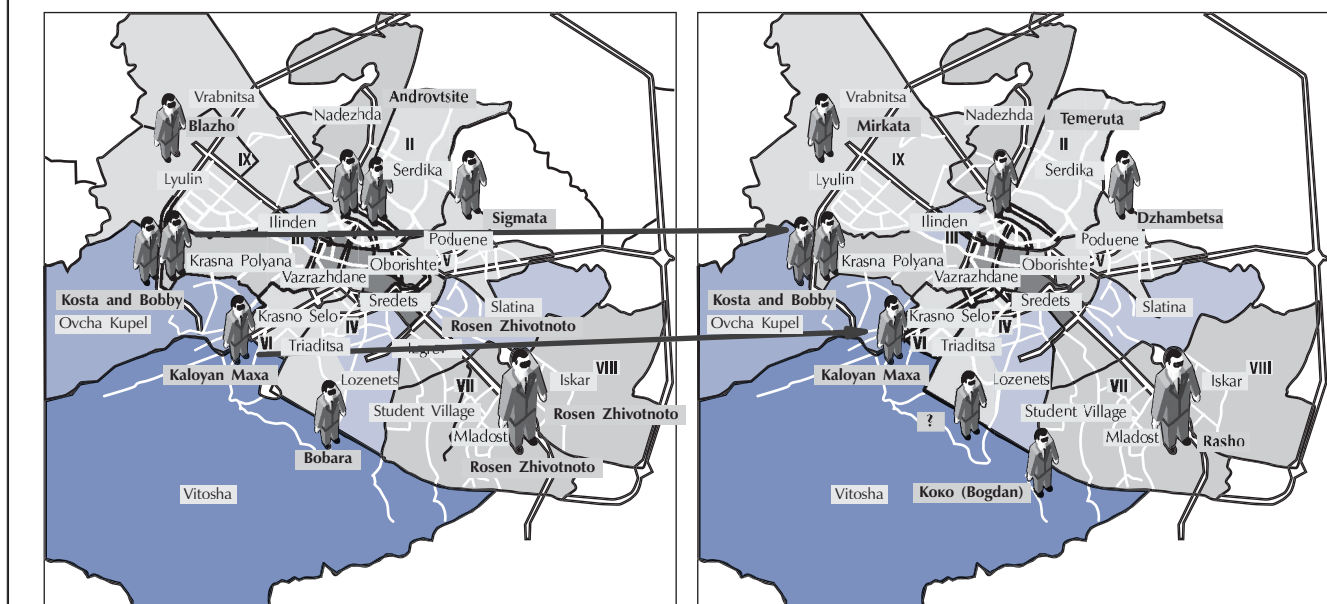 Vrabnitsa
Androvtsite
Nadezhda
Blazho
II
IX
Serdika
Lyulin
Ilinden
Sigmata
III
Poduene
Krasna Polyana
Oborishte
V
Vazrazhdane
Kosta and Bobby
Sredets
Slatina
Ovcha Kupel
Krasno Selo
IV
Rosen Zhivotnoto
VI
Triaditsa
Izgrev
Kaloyan Maxa
Lozenets
VII
Iskar
VIII
Student Village
Rosen Zhivotnoto
Mladost
Bobara
Rosen Zhivotnoto
Vitosha
Vrabnitsa
Nadezhda
Temeruta
Mirkata
II
IX
Serdika
Lyulin
Ilinden
Dzhambetsa
III
Poduene
Krasna Polyana
Oborishte
V
Vazrazhdane
Kosta and Bobby
Sredets
Slatina
Ovcha Kupel
Krasno Selo
IV
VI
Triaditsa
Kaloyan Maxa
Lozenets
VII
Iskar
VIII
Student Village
?
Mladost
Rasho
Koко (Bogdan)
Vitosha